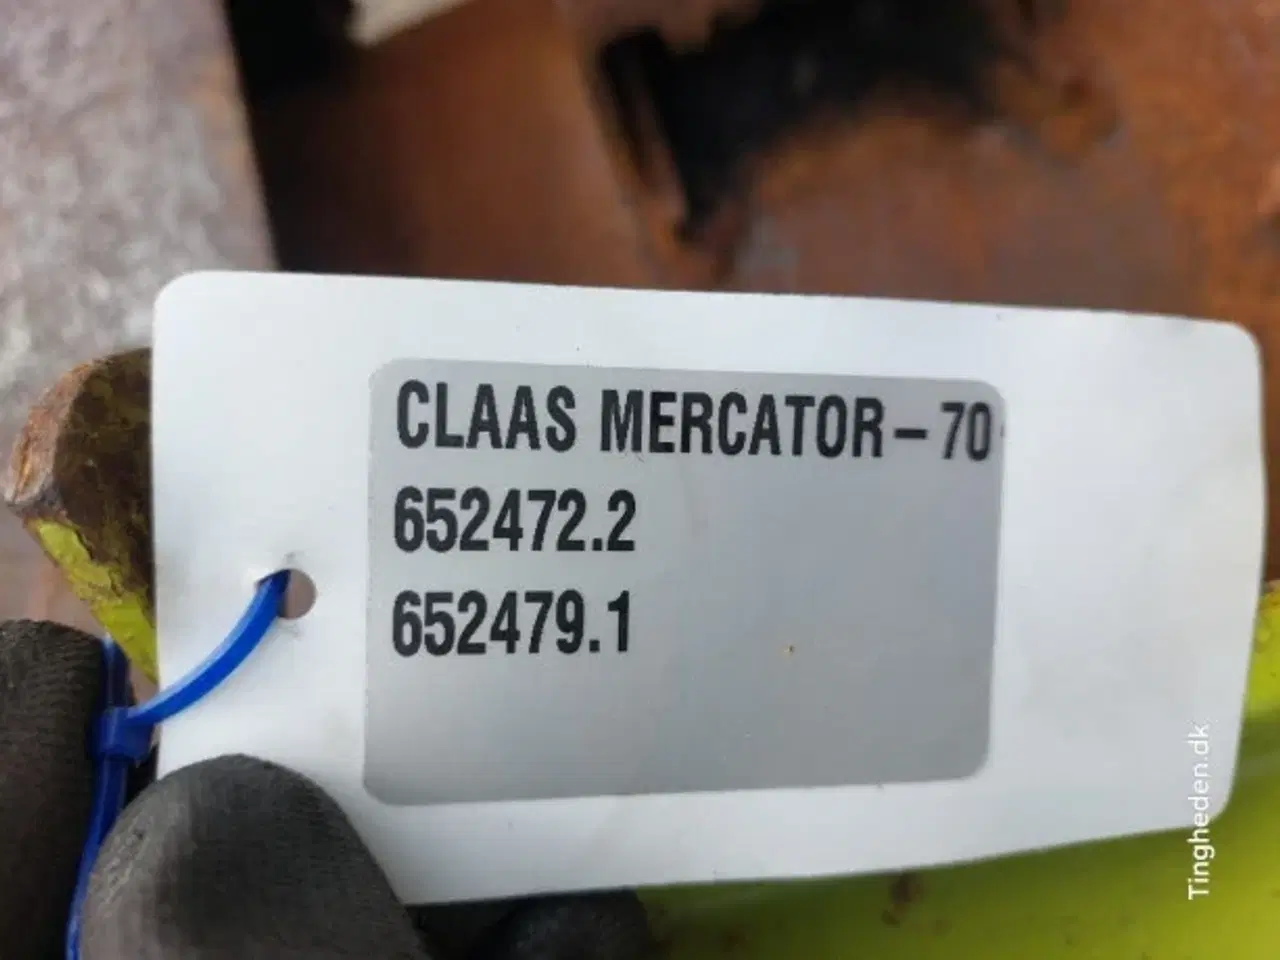 CLAAS MERCATOR-70
652472.2
652479.1
Tingheden.dk